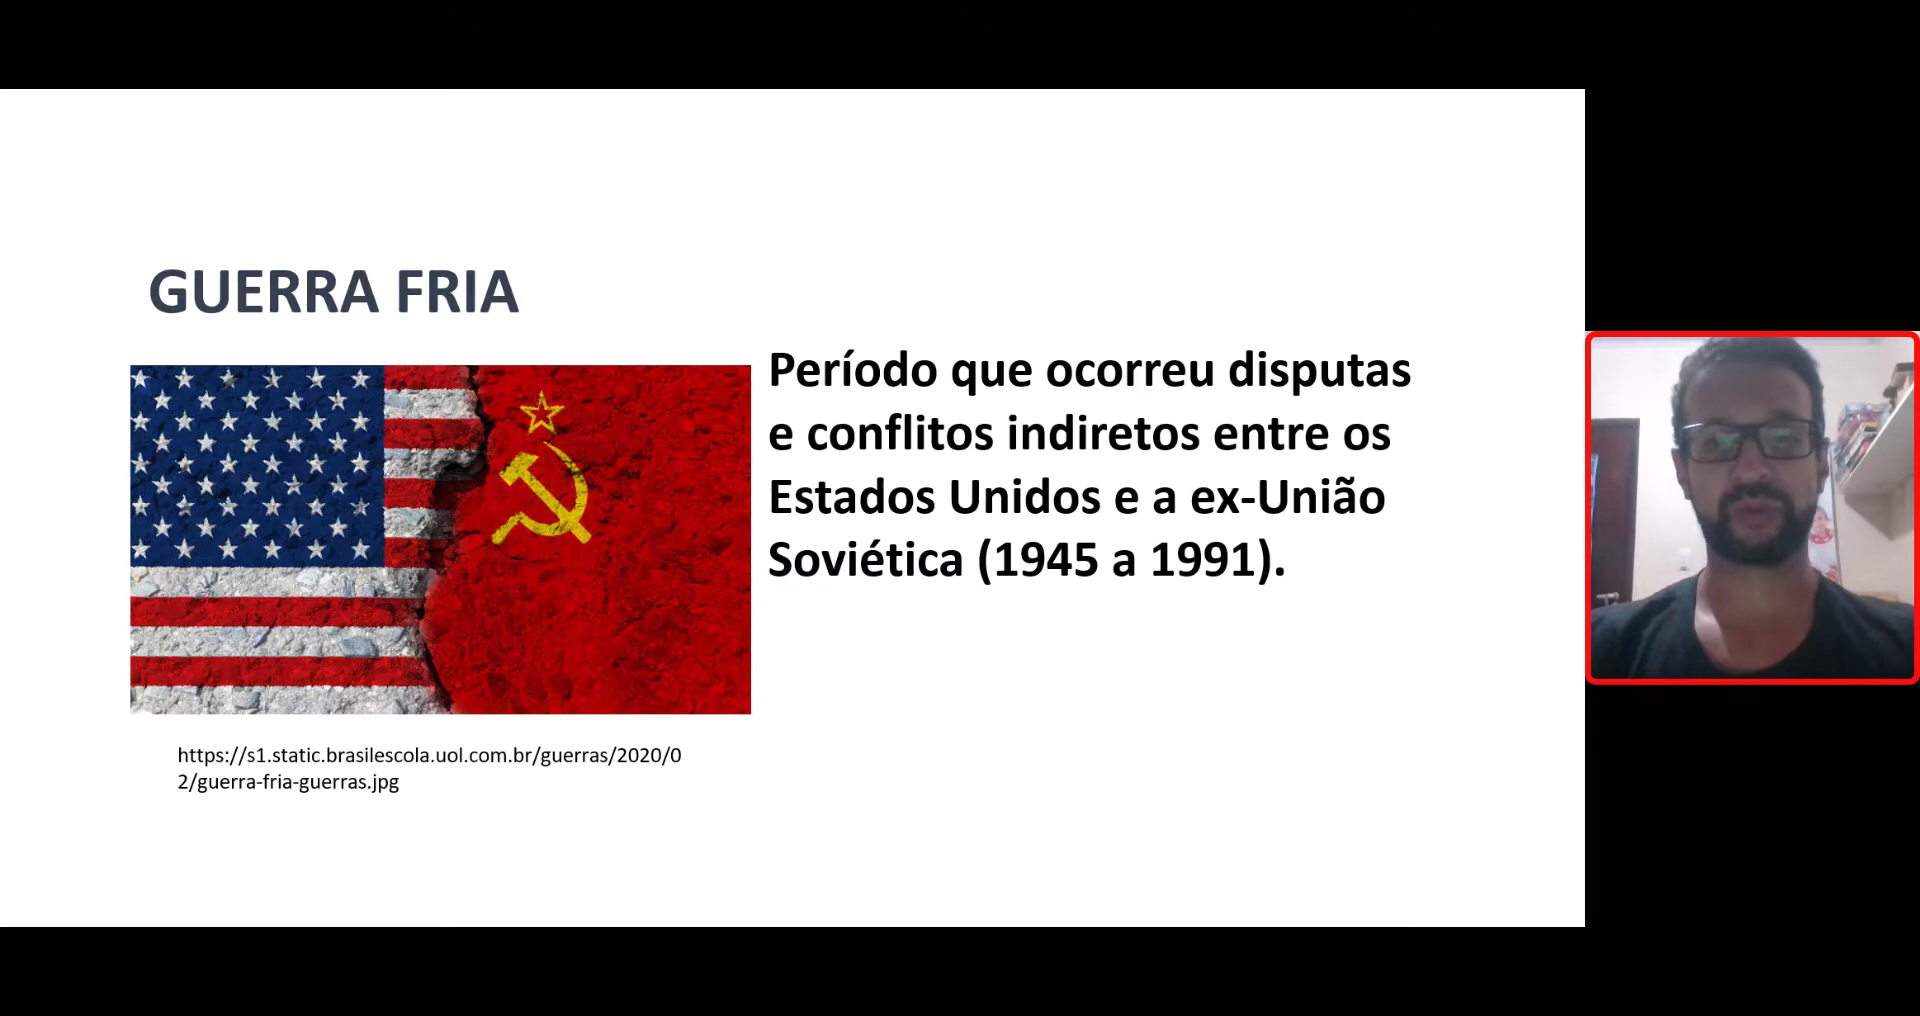 GUERRA FRIA
Período que ocorreu disputas
e conflitos indiretos entre os
Estados Unidos e a ex-União
Soviética (1945 a 1991).
https://s1.static.brasilescola.uol.com.br/guerras/2020/0
2/guerra-fria-guerras.jpg